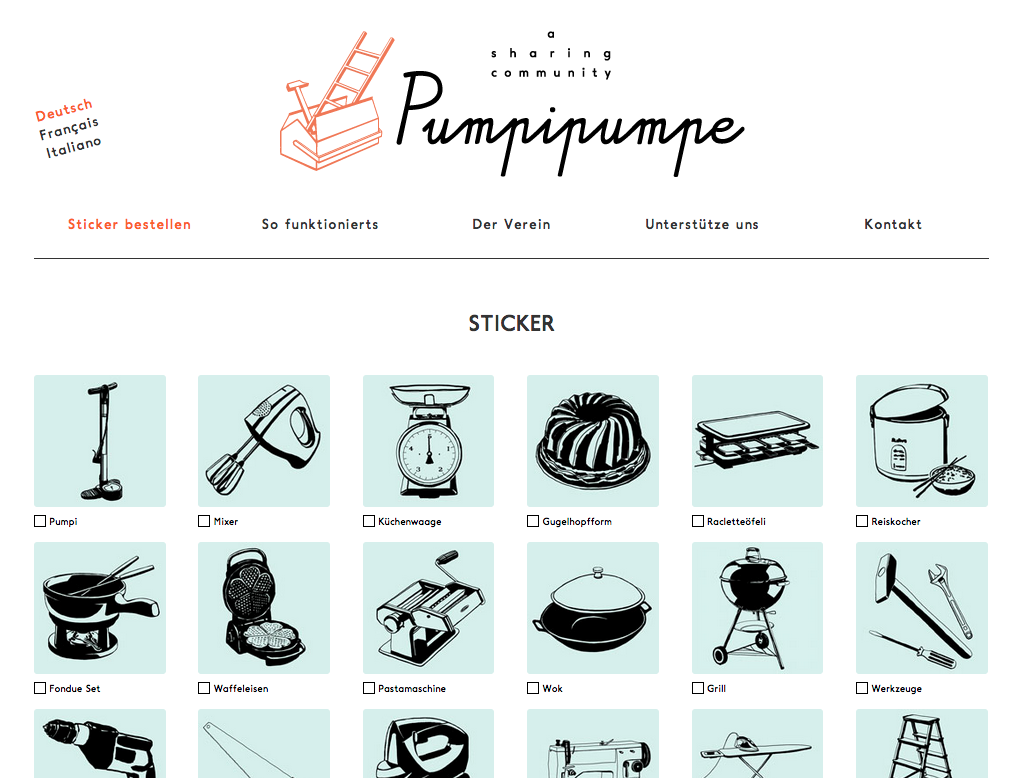 a
sharing
community
Pumpipumpe
Deutsch
Français
Italiano
Sticker bestellen
So funktionierts
Der Verein
Unterstütze uns
Kontakt
STICKER
Pumpi
Mixer
Küchenwaage
Gugelhopfform
Racletteöfeli
Reiskocher
Fondue Set
Waffeleisen
Pastamaschine
Wok
Grill
Werkzeuge